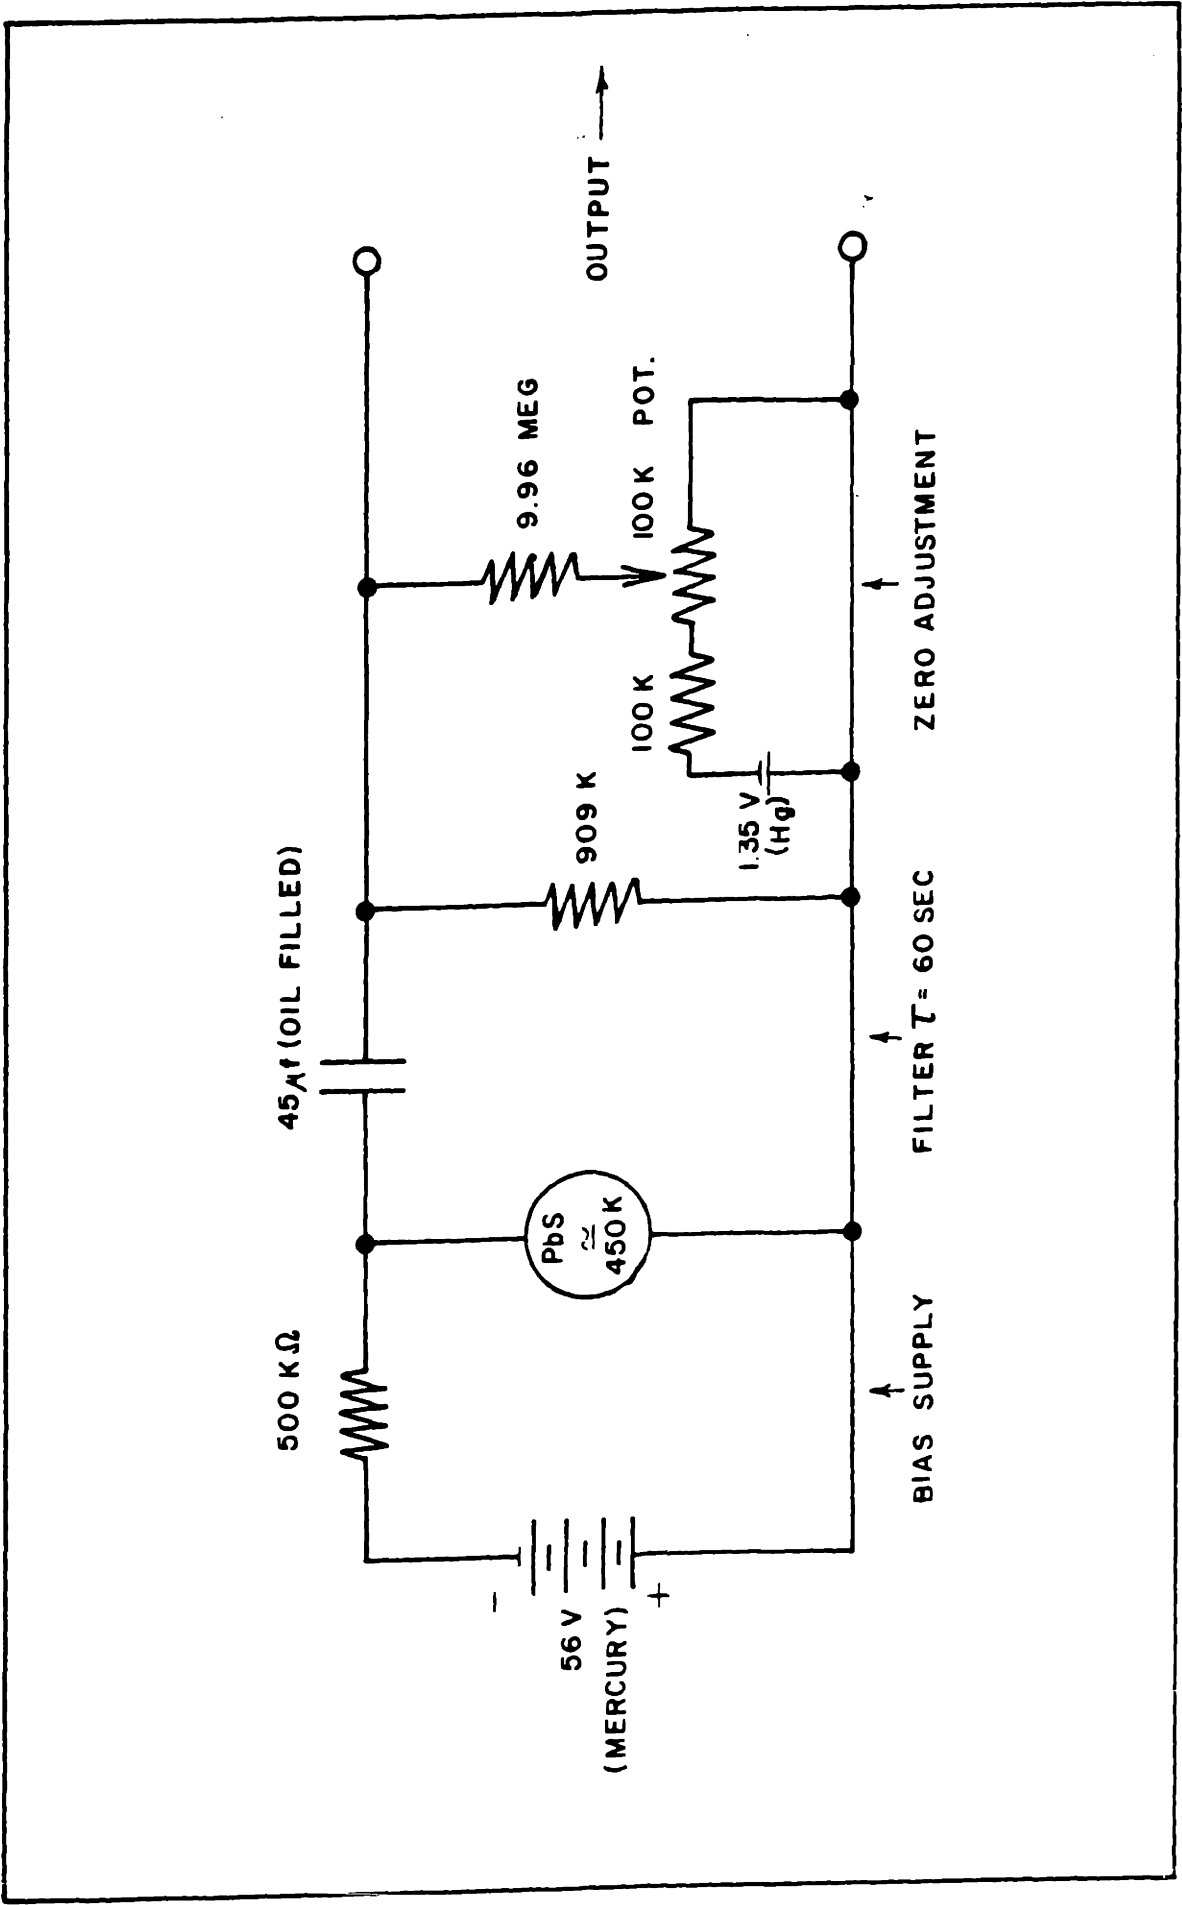 500 KΩ
45μf (OIL FILLED)
OUTPUT
-
56 V
(MERCURY)
+
PbS
≃
450 K
909 K
9.96 MEG
100 K
100 K POT.
1.35 V
(Hg)
BIAS SUPPLY
FILTER τ = 60 SEC
ZERO ADJUSTMENT